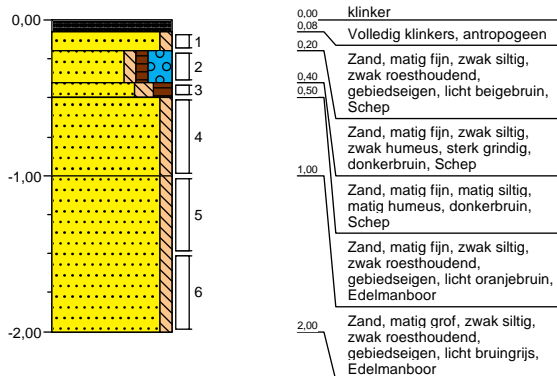 0,00
-1,00
-2,00
1
2
3
4
5
6
0,00
klinker
0,08
Volledig klinkers, antropogeen
0,20
Zand, matig fijn, zwak siltig,
zwak roesthoudend,
gebiedseigen, licht beigebruin,
Schep
0,40
Zand, matig fijn, zwak siltig,
zwak humeus, sterk grindig,
donkerbruin, Schep
0,50
Zand, matig fijn, matig siltig,
matig humeus, donkerbruin,
Schep
1,00
Zand, matig fijn, zwak siltig,
zwak roesthoudend,
gebiedseigen, licht oranjebruin,
Edelmanboor
2,00
Zand, matig grof, zwak siltig,
zwak roesthoudend,
gebiedseigen, licht bruingrijs,
Edelmanboor